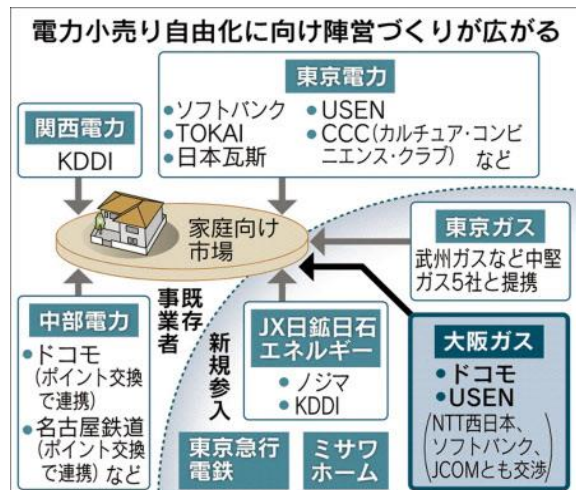 電力小売り自由化に向け陣営づくりが広がる
東京電力
●ソフトバンク
●TOKAI
●日本瓦斯
●USEN
●CCC(カルチュア・コンビ
ニエンス・クラブ) など
関西電力
KDDI
家庭向け
市場
東京ガス
武州ガスなど中堅
ガス5社と提携
既存
事業者
新規参入
中部電力
●ドコモ
(ポイント交換
で連携)
●名古屋鉄道
(ポイント交換
で連携) など
JX日鉱日石
エネルギー
●ノジマ
●KDDI
大阪ガス
●ドコモ
●USEN
(NTT西日本、
ソフトバンク、
JCOMとも交渉)
東京急行
電鉄
ミサワ
ホーム